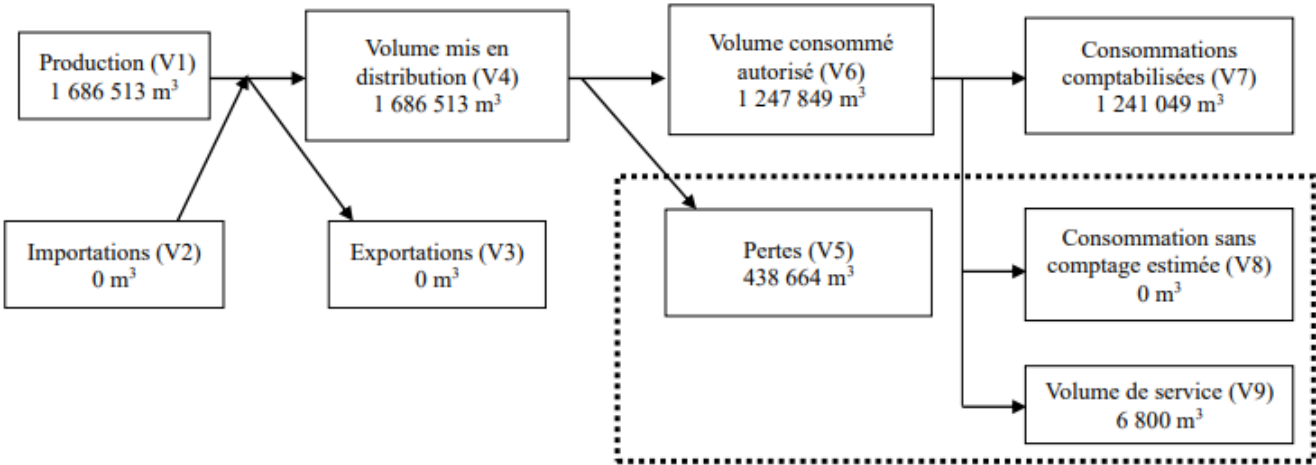 Production (V1)
1 686 513 m³
Volume mis en
distribution (V4)
1 686 513 m³
Volume consommé
autorisé (V6)
1 247 849 m³
Consommations
comptabilisées (V7)
1 241 049 m³
Importations (V2)
0 m³
Exportations (V3)
0 m³
Pertes (V5)
438 664 m³
Consommation sans
comptage estimée (V8)
0 m³
Volume de service (V9)
6 800 m³